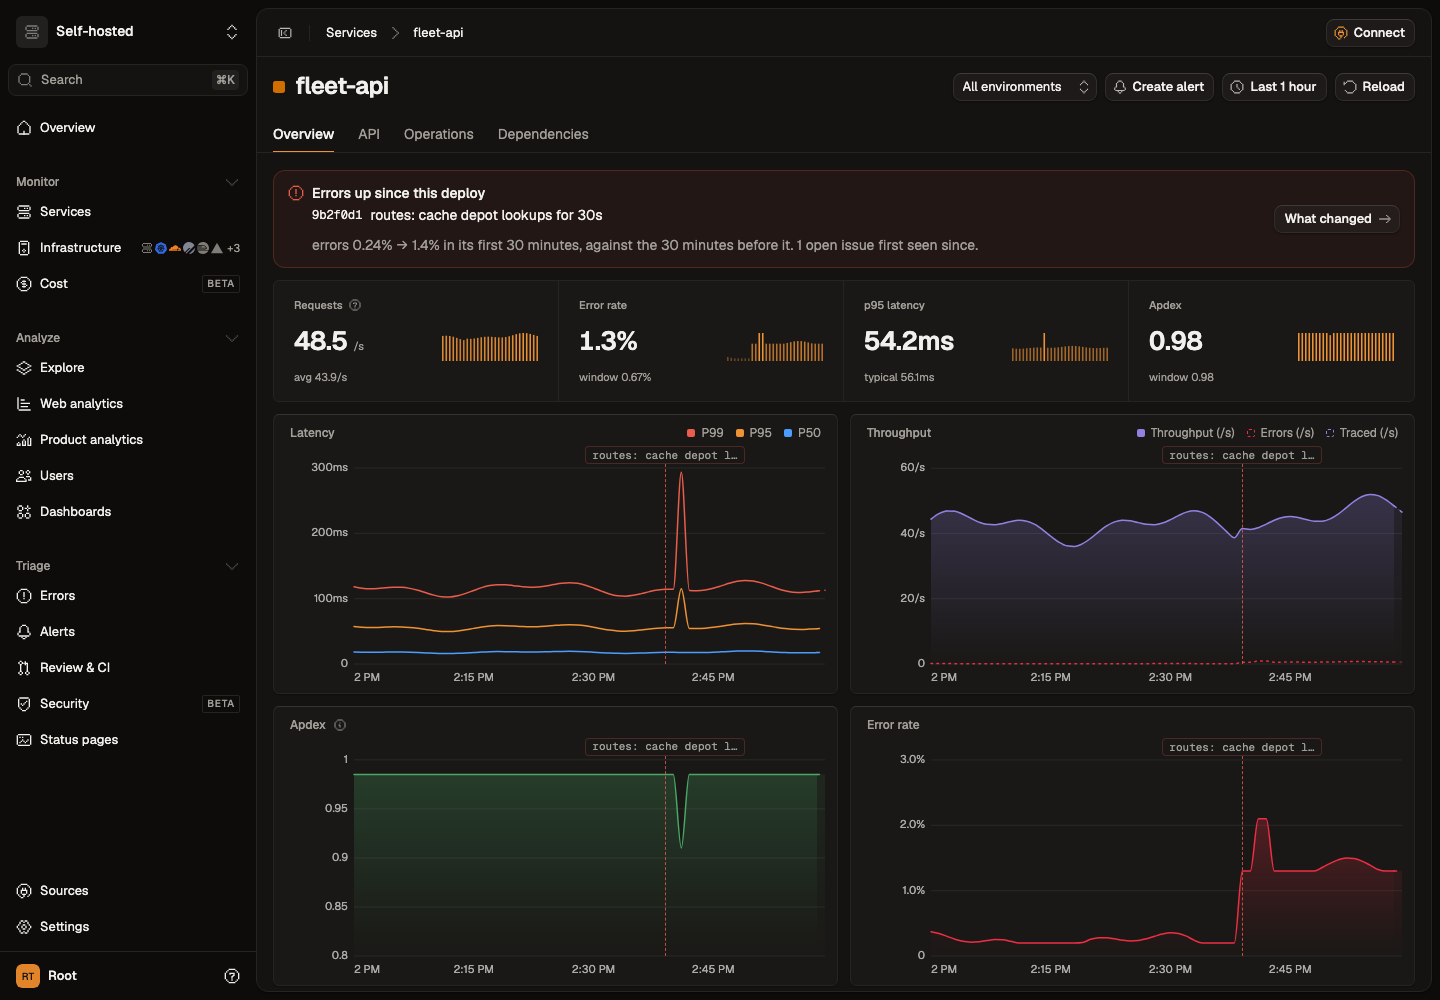 Self-hosted
Search ⌘K
Overview
Monitor
Services
Infrastructure +3
Cost BETA
Analyze
Explore
Web analytics
Product analytics
Users
Dashboards
Triage
Errors
Alerts
Review & CI
Security BETA
Status pages
Sources
Settings
RT Root
Services fleet-api
Connect
fleet-api
All environments
Create alert
Last 1 hour
Reload
Overview API Operations Dependencies
Errors up since this deploy
9b2f0d1 routes: cache depot lookups for 30s
errors 0.24% → 1.4% in its first 30 minutes, against the 30 minutes before it. 1 open issue first seen since.
What changed →
Requests
48.5 /s
avg 43.9/s
Error rate
1.3%
window 0.67%
p95 latency
54.2ms
typical 56.1ms
Apdex
0.98
window 0.98
Latency
P99 P95 P50
routes: cache depot l…
300ms
200ms
100ms
0
2 PM 2:15 PM 2:30 PM 2:45 PM
Throughput
Throughput (/s) Errors (/s) Traced (/s)
routes: cache depot l…
60/s
40/s
20/s
0
2 PM 2:15 PM 2:30 PM 2:45 PM
Apdex
routes: cache depot l…
1
0.95
0.9
0.85
0.8
2 PM 2:15 PM 2:30 PM 2:45 PM
Error rate
routes: cache depot l…
3.0%
2.0%
1.0%
0
2 PM 2:15 PM 2:30 PM 2:45 PM